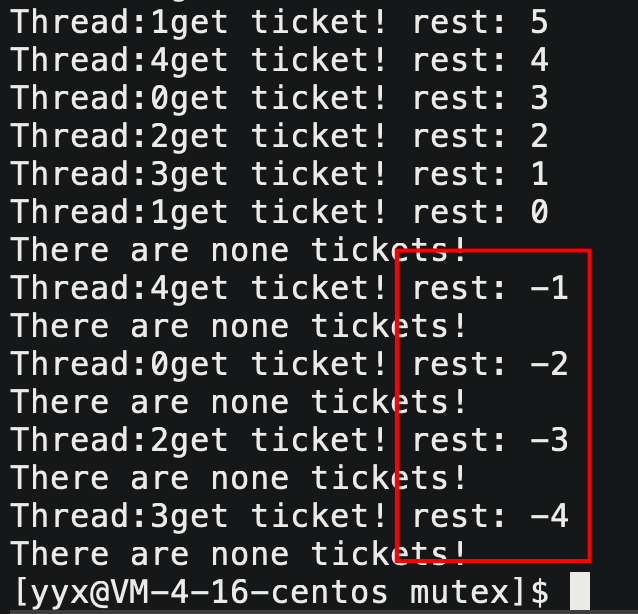 Thread:1get ticket! rest: 5
Thread:4get ticket! rest: 4
Thread:0get ticket! rest: 3
Thread:2get ticket! rest: 2
Thread:3get ticket! rest: 1
Thread:1get ticket! rest: 0
There are none tickets!
Thread:4get ticket! rest: -1
There are none tickets!
Thread:0get ticket! rest: -2
There are none tickets!
Thread:2get ticket! rest: -3
There are none tickets!
Thread:3get ticket! rest: -4
There are none tickets!
[yyx@VM-4-16-centos mutex]$